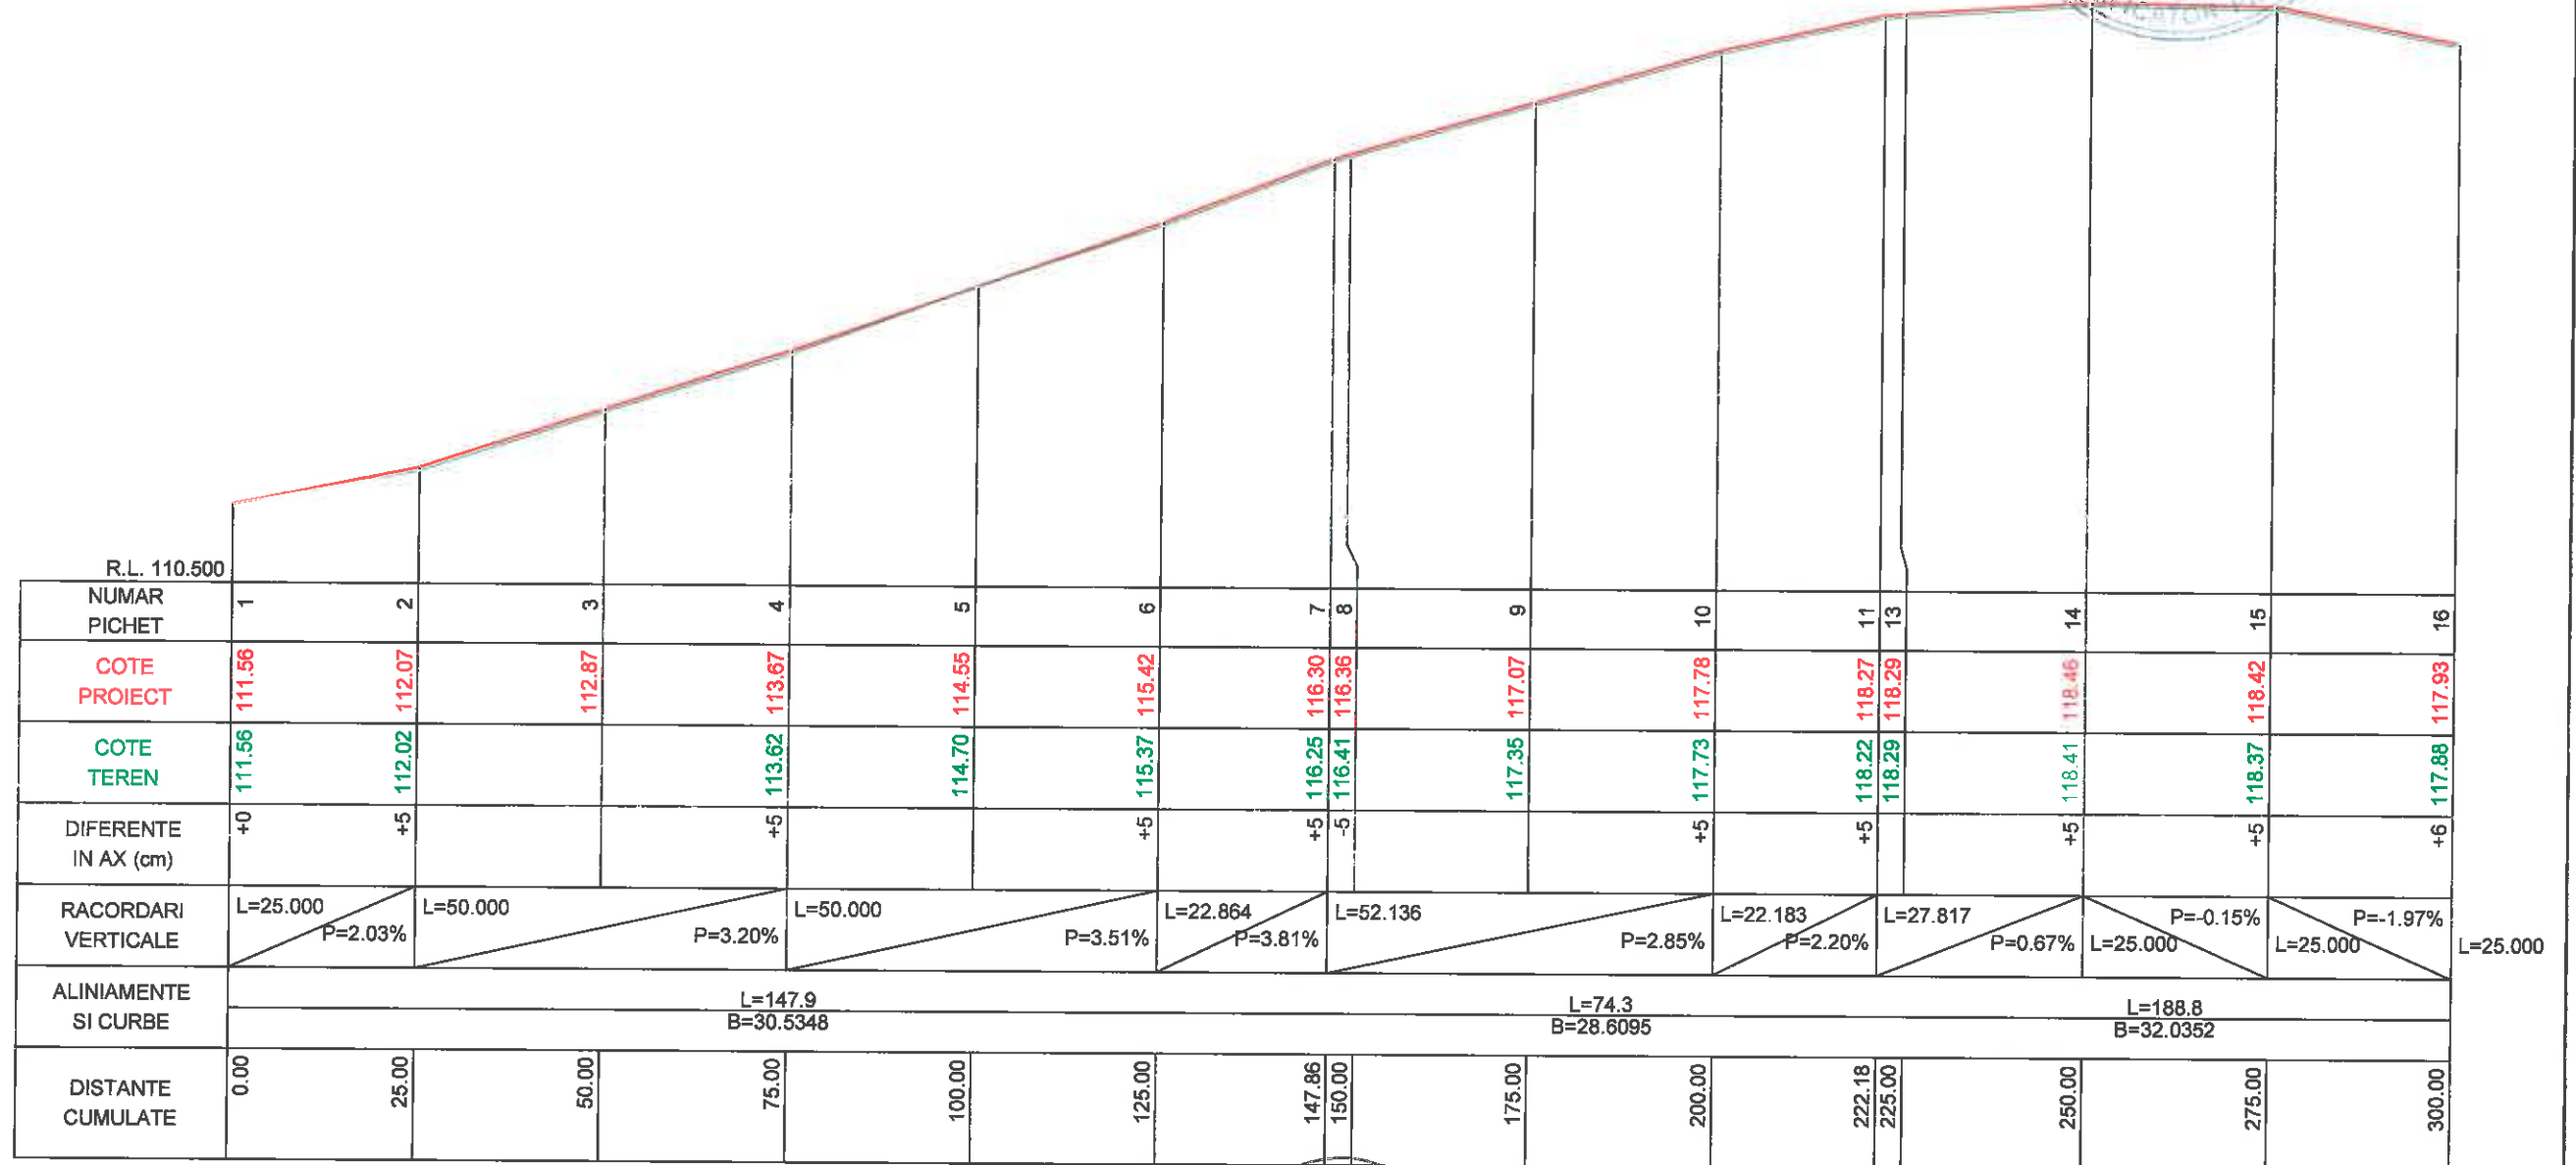 R.L. 110.500
NUMAR PICHET 1 2 3 4 5 6 7 8 9 10 11 13 14 15 16
COTE PROIECT 111.56 112.07 112.87 113.67 114.55 115.42 116.30 116.36 117.07 117.78 118.27 118.29 118.46 118.42 117.93
COTE TEREN 111.56 112.02 113.62 114.70 115.37 116.25 116.41 117.35 117.73 118.22 118.29 118.41 118.37 117.88
DIFERENTE IN AX (cm) +0 +5 +5 +5 +5 -5 +5 +5 +5 +5 +6
RACORDARI VERTICALE L=25.000 P=2.03% L=50.000 P=3.20% L=50.000 P=3.51% L=22.864 P=3.81% L=52.136 P=2.85% L=22.183 P=2.20% L=27.817 P=0.67% L=25.000 P=-0.15% L=25.000 P=-1.97% L=25.000
ALINIAMENTE SI CURBE L=147.9 B=30.5348 L=74.3 B=28.6095 L=188.8 B=32.0352
DISTANTE CUMULATE 0.00 25.00 50.00 75.00 100.00 125.00 147.86 150.00 175.00 200.00 222.18 225.00 250.00 275.00 300.00